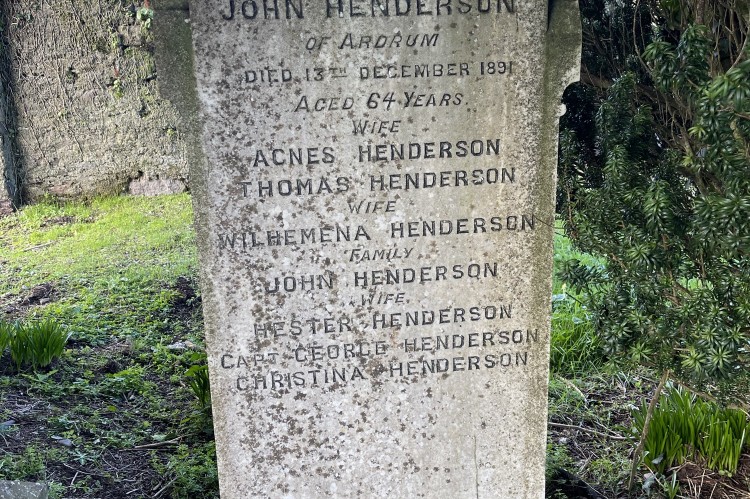 JOHN HENDERSON
OF ARDRUM
DIED 13TH DECEMBER 1891
AGED 64 YEARS.
WIFE
AGNES HENDERSON
THOMAS HENDERSON
WIFE
WILHEMENA HENDERSON
FAMILY
JOHN HENDERSON
WIFE
HESTER HENDERSON
CAPT. GEORGE HENDERSON
CHRISTINA HENDERSON